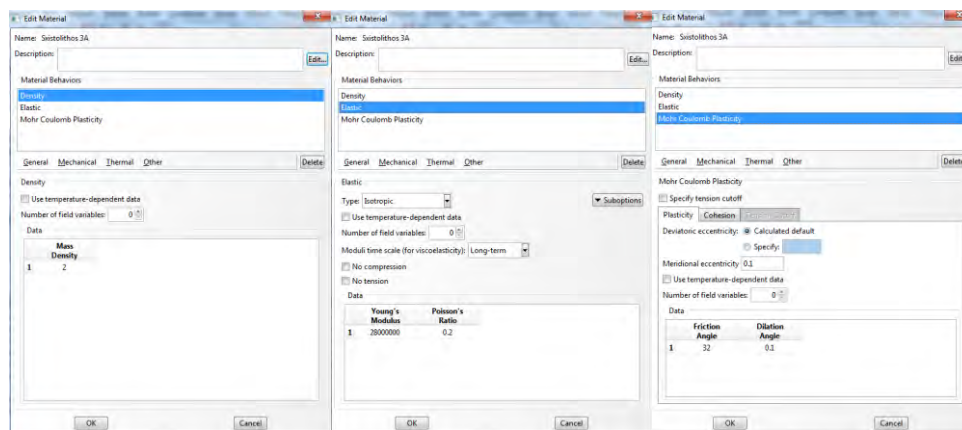 Edit Material
Name: Sxistolithos 3A
Description:
Edit...
Material Behaviors
Density
Elastic
Mohr Coulomb Plasticity
General Mechanical Thermal Other
Delete
Density
Use temperature-dependent data
Number of field variables: 0
Data
Mass
Density
1 2
OK Cancel
Edit Material
Name: Sxistolithos 3A
Description:
Edit...
Material Behaviors
Density
Elastic
Mohr Coulomb Plasticity
General Mechanical Thermal Other
Delete
Elastic
Type: Isotropic
Suboptions
Use temperature-dependent data
Number of field variables: 0
Moduli time scale (for viscoelasticity): Long-term
No compression
No tension
Data
Young's Poisson's
Modulus Ratio
1 28000000 0.2
OK Cancel
Edit Material
Name: Sxistolithos 3A
Description:
Edit
Material Behaviors
Density
Elastic
Mohr Coulomb Plasticity
General Mechanical Thermal Other
Delet
Mohr Coulomb Plasticity
Specify tension cutoff
Plasticity Cohesion
Deviatoric eccentricity: Calculated default
Specify:
Meridional eccentricity 0.1
Use temperature-dependent data
Number of field variables: 0
Data
Friction Dilation
Angle Angle
1 32 0.1
OK Cancel